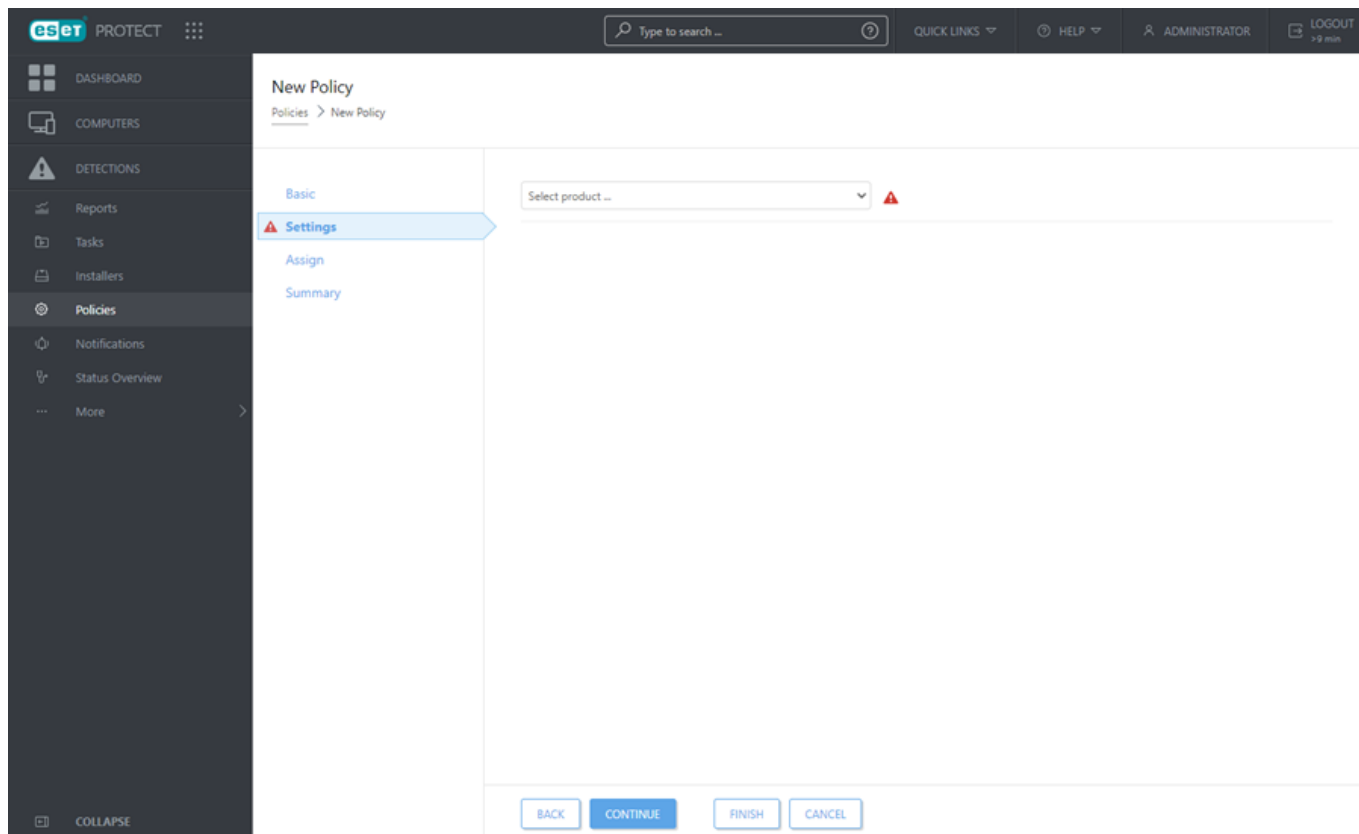 eset PROTECT
Type to search ...
QUICK LINKS
HELP
ADMINISTRATOR
LOGOUT
>9 min
DASHBOARD
COMPUTERS
DETECTIONS
Reports
Tasks
Installers
Policies
Notifications
Status Overview
More
COLLAPSE
New Policy
Policies > New Policy
Basic
Settings
Assign
Summary
Select product ...
BACK
CONTINUE
FINISH
CANCEL